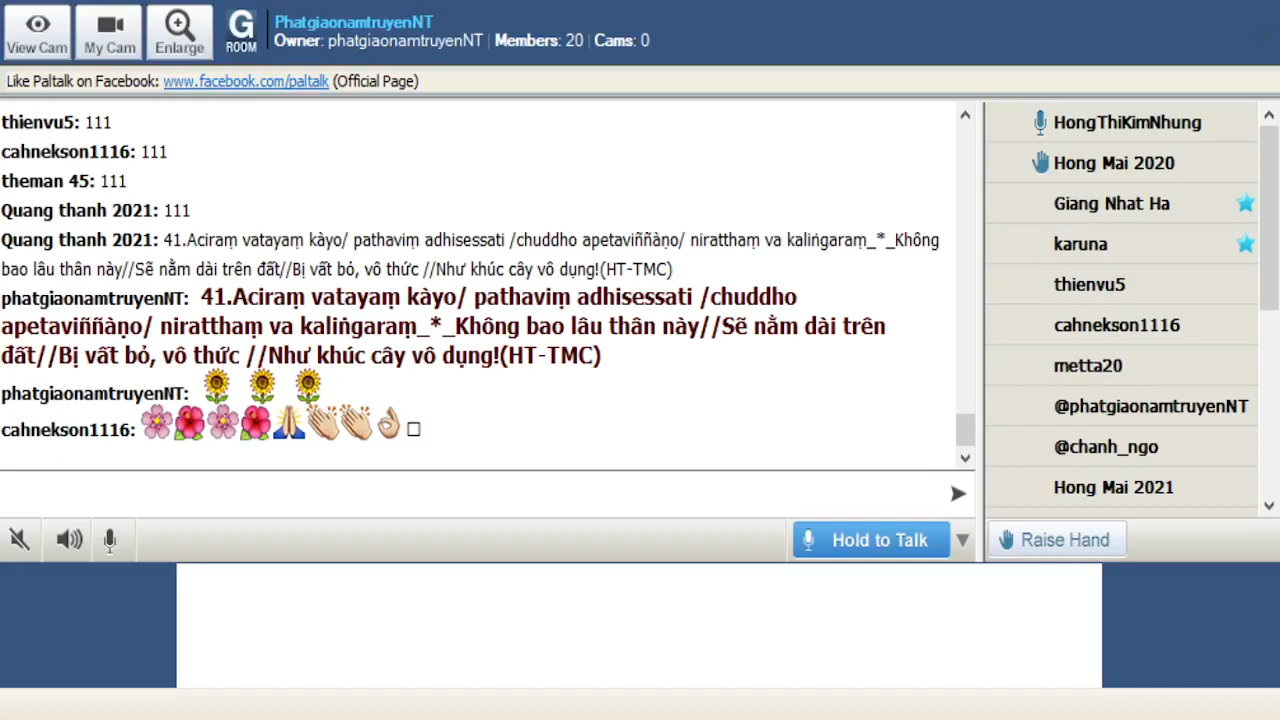 PhatgiaonamtruyenNT
View Cam
My Cam
Enlarge
G
ROOM
Owner: phatgiaonamtruyenNT | Members: 20 | Cams: 0
Like Paltalk on Facebook: www.facebook.com/paltalk (Official Page)
thienvu5: 111
cahnekson1116: 111
theman 45: 111
Quang thanh 2021: 111
Quang thanh 2021: 41.Aciraṃ vatayaṃ kàyo/ pathaviṃ adhisessati /chuddho apetaviññàṇo/ niratthaṃ va kaliṅgaraṃ_*_Không
bao lâu thân này//Sẽ nằm dài trên đất//Bị vất bỏ, vô thức //Như khúc cây vô dụng!(HT-TMC)
phatgiaonamtruyenNT: 41.Aciraṃ vatayaṃ kàyo/ pathaviṃ adhisessati /chuddho
apetaviññàṇo/ niratthaṃ va kaliṅgaraṃ_*_Không bao lâu thân này//Sẽ nằm dài trên
đất//Bị vất bỏ, vô thức //Như khúc cây vô dụng!(HT-TMC)
phatgiaonamtruyenNT: 🌻 🌻 🌻
cahnekson1116: 🌸🌺🌸🌺🙏👏👏👌□
HongThiKimNhung
Hong Mai 2020
Giang Nhat Ha
karuna
thienvu5
cahnekson1116
metta20
@phatgiaonamtruyenNT
@chanh_ngo
Hong Mai 2021
Hold to Talk
Raise Hand